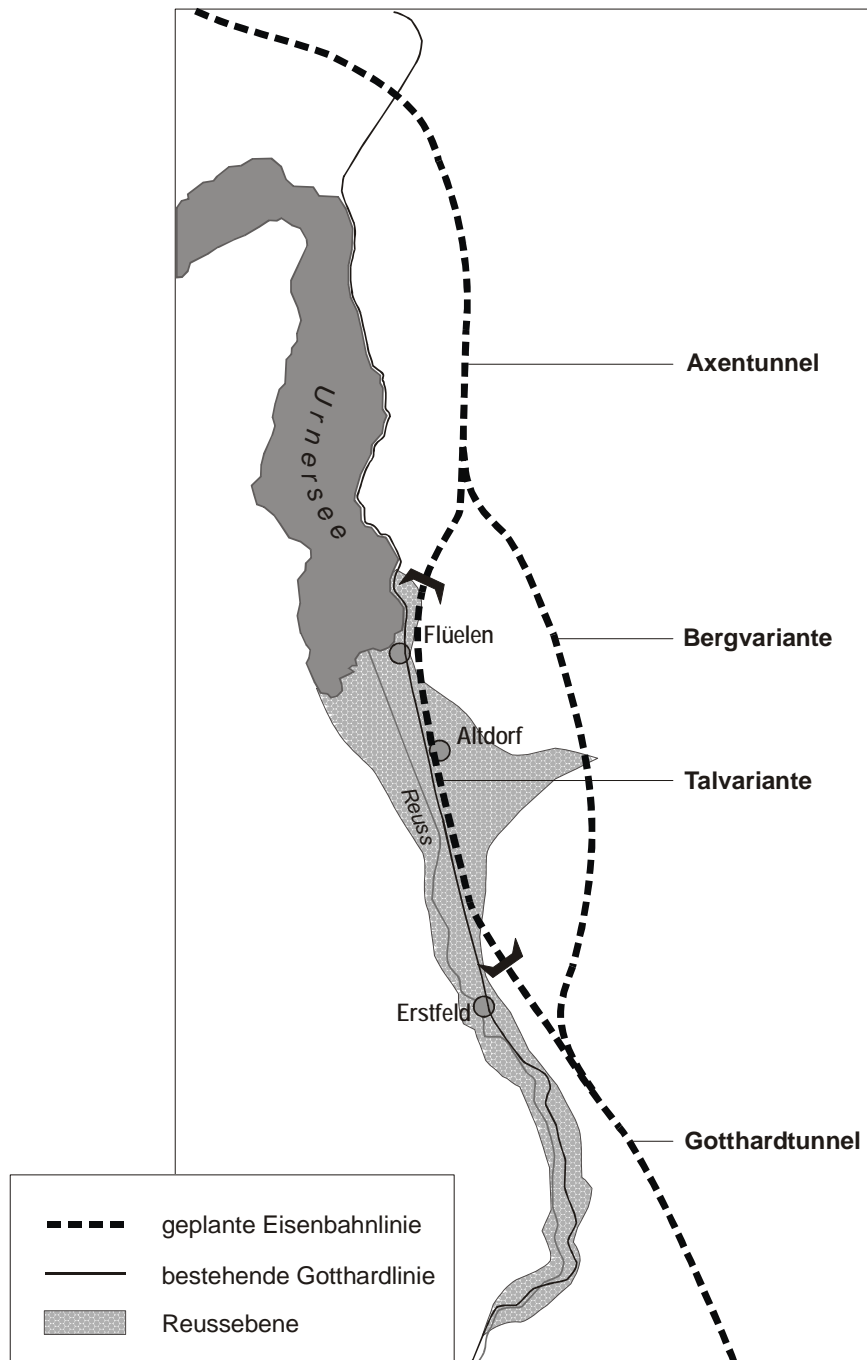 Axentunnel
Urnersee
Flüelen
Bergvariante
Altdorf
Talvariante
Reuss
Erstfeld
Gotthardtunnel
geplante Eisenbahnlinie
bestehende Gotthardlinie
Reussebene